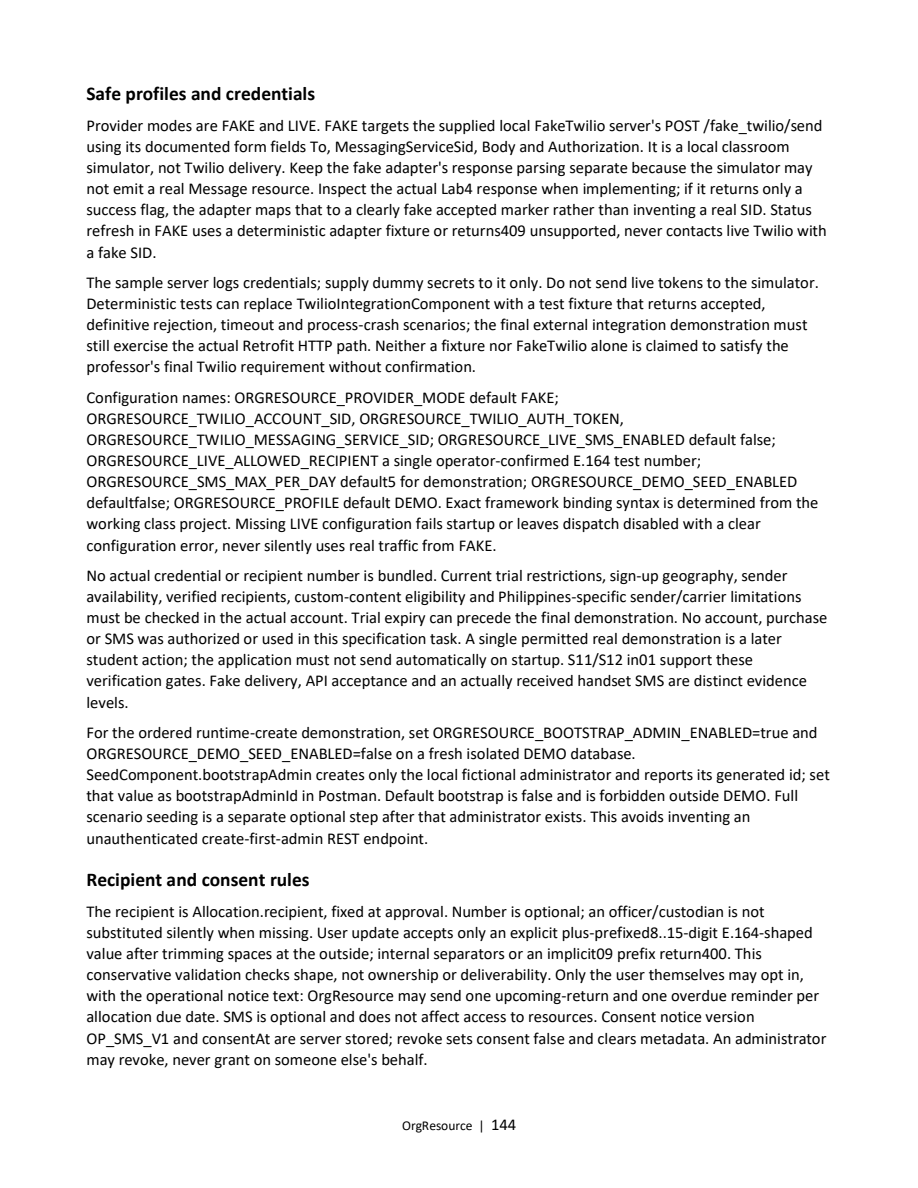 Safe profiles and credentials
Provider modes are FAKE and LIVE. FAKE targets the supplied local FakeTwilio server's POST /fake_twilio/send
using its documented form fields To, MessagingServiceSid, Body and Authorization. It is a local classroom
simulator, not Twilio delivery. Keep the fake adapter's response parsing separate because the simulator may
not emit a real Message resource. Inspect the actual Lab4 response when implementing; if it returns only a
success flag, the adapter maps that to a clearly fake accepted marker rather than inventing a real SID. Status
refresh in FAKE uses a deterministic adapter fixture or returns409 unsupported, never contacts live Twilio with
a fake SID.
The sample server logs credentials; supply dummy secrets to it only. Do not send live tokens to the simulator.
Deterministic tests can replace TwilioIntegrationComponent with a test fixture that returns accepted,
definitive rejection, timeout and process-crash scenarios; the final external integration demonstration must
still exercise the actual Retrofit HTTP path. Neither a fixture nor FakeTwilio alone is claimed to satisfy the
professor's final Twilio requirement without confirmation.
Configuration names: ORGRESOURCE_PROVIDER_MODE default FAKE;
ORGRESOURCE_TWILIO_ACCOUNT_SID, ORGRESOURCE_TWILIO_AUTH_TOKEN,
ORGRESOURCE_TWILIO_MESSAGING_SERVICE_SID; ORGRESOURCE_LIVE_SMS_ENABLED default false;
ORGRESOURCE_LIVE_ALLOWED_RECIPIENT a single operator-confirmed E.164 test number;
ORGRESOURCE_SMS_MAX_PER_DAY default5 for demonstration; ORGRESOURCE_DEMO_SEED_ENABLED
defaultfalse; ORGRESOURCE_PROFILE default DEMO. Exact framework binding syntax is determined from the
working class project. Missing LIVE configuration fails startup or leaves dispatch disabled with a clear
configuration error, never silently uses real traffic from FAKE.
No actual credential or recipient number is bundled. Current trial restrictions, sign-up geography, sender
availability, verified recipients, custom-content eligibility and Philippines-specific sender/carrier limitations
must be checked in the actual account. Trial expiry can precede the final demonstration. No account, purchase
or SMS was authorized or used in this specification task. A single permitted real demonstration is a later
student action; the application must not send automatically on startup. S11/S12 in01 support these
verification gates. Fake delivery, API acceptance and an actually received handset SMS are distinct evidence
levels.
For the ordered runtime-create demonstration, set ORGRESOURCE_BOOTSTRAP_ADMIN_ENABLED=true and
ORGRESOURCE_DEMO_SEED_ENABLED=false on a fresh isolated DEMO database.
SeedComponent.bootstrapAdmin creates only the local fictional administrator and reports its generated id; set
that value as bootstrapAdminId in Postman. Default bootstrap is false and is forbidden outside DEMO. Full
scenario seeding is a separate optional step after that administrator exists. This avoids inventing an
unauthenticated create-first-admin REST endpoint.
Recipient and consent rules
The recipient is Allocation.recipient, fixed at approval. Number is optional; an officer/custodian is not
substituted silently when missing. User update accepts only an explicit plus-prefixed8..15-digit E.164-shaped
value after trimming spaces at the outside; internal separators or an implicit09 prefix return400. This
conservative validation checks shape, not ownership or deliverability. Only the user themselves may opt in,
with the operational notice text: OrgResource may send one upcoming-return and one overdue reminder per
allocation due date. SMS is optional and does not affect access to resources. Consent notice version
OP_SMS_V1 and consentAt are server stored; revoke sets consent false and clears metadata. An administrator
may revoke, never grant on someone else's behalf.
OrgResource | 144